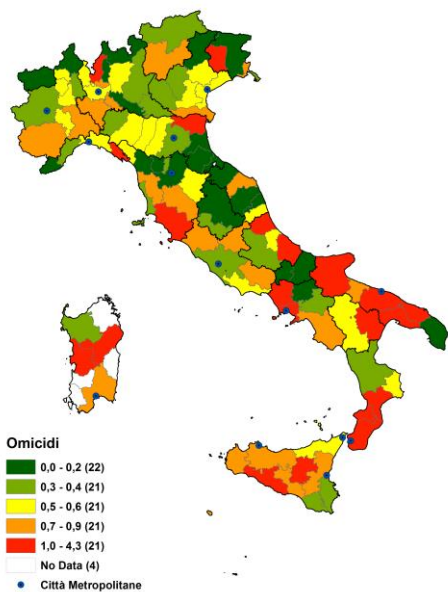 Omicidi
0,0 - 0,2 (22)
0,3 - 0,4 (21)
0,5 - 0,6 (21)
0,7 - 0,9 (21)
1,0 - 4,3 (21)
No Data (4)
Città Metropolitane